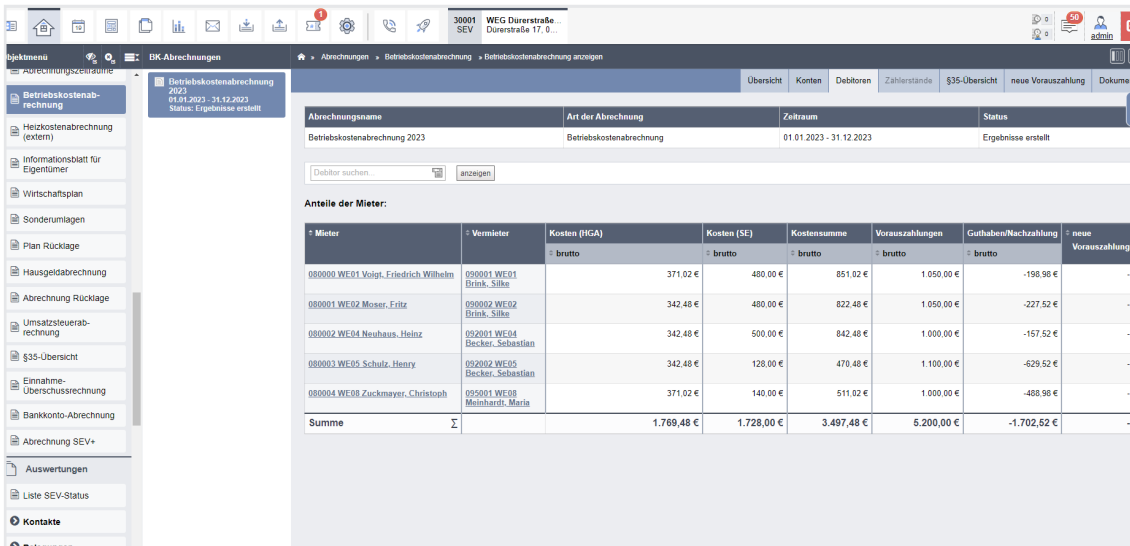 1
30001 WEG Dürerstraße...
SEV Dürerstraße 17, 0...
0
0
50
admin
bjektmenü
BK-Abrechnungen
» Abrechnungen » Betriebskostenabrechnung » Betriebskostenabrechnung anzeigen
Abrechnungszeiträume
Betriebskostenab-
rechnung
Heizkostenabrechnung
(extern)
Informationsblatt für
Eigentümer
Wirtschaftsplan
Sonderumlagen
Plan Rücklage
Hausgeldabrechnung
Abrechnung Rücklage
Umsatzsteuerab-
rechnung
§35-Übersicht
Einnahme-
Überschussrechnung
Bankkonto-Abrechnung
Abrechnung SEV+
Auswertungen
Liste SEV-Status
Kontakte
Betriebskostenabrechnung
2023
01.01.2023 - 31.12.2023
Status: Ergebnisse erstellt
Übersicht Konten Debitoren Zählerstände §35-Übersicht neue Vorauszahlung Dokume
Abrechnungsname Art der Abrechnung Zeitraum Status
Betriebskostenabrechnung 2023 Betriebskostenabrechnung 01.01.2023 - 31.12.2023 Ergebnisse erstellt
Debitor suchen... anzeigen
Anteile der Mieter:
Mieter Vermieter Kosten (HGA) Kosten (SE) Kostensumme Vorauszahlungen Guthaben/Nachzahlung neue
Vorauszahlung
brutto brutto brutto brutto brutto
080000 WE01 Voigt, Friedrich Wilhelm 090001 WE01 371,02 € 480,00 € 851,02 € 1.050,00 € -198,98 € -
Brink, Silke
080001 WE02 Moser, Fritz 090002 WE02 342,48 € 480,00 € 822,48 € 1.050,00 € -227,52 € -
Brink, Silke
080002 WE04 Neuhaus, Heinz 092001 WE04 342,48 € 500,00 € 842,48 € 1.000,00 € -157,52 € -
Becker, Sebastian
080003 WE05 Schulz, Henry 092002 WE05 342,48 € 128,00 € 470,48 € 1.100,00 € -629,52 € -
Becker, Sebastian
080004 WE08 Zuckmayer, Christoph 095001 WE08 371,02 € 140,00 € 511,02 € 1.000,00 € -488,98 € -
Meinhardt, Maria
Summe Σ 1.769,48 € 1.728,00 € 3.497,48 € 5.200,00 € -1.702,52 € -